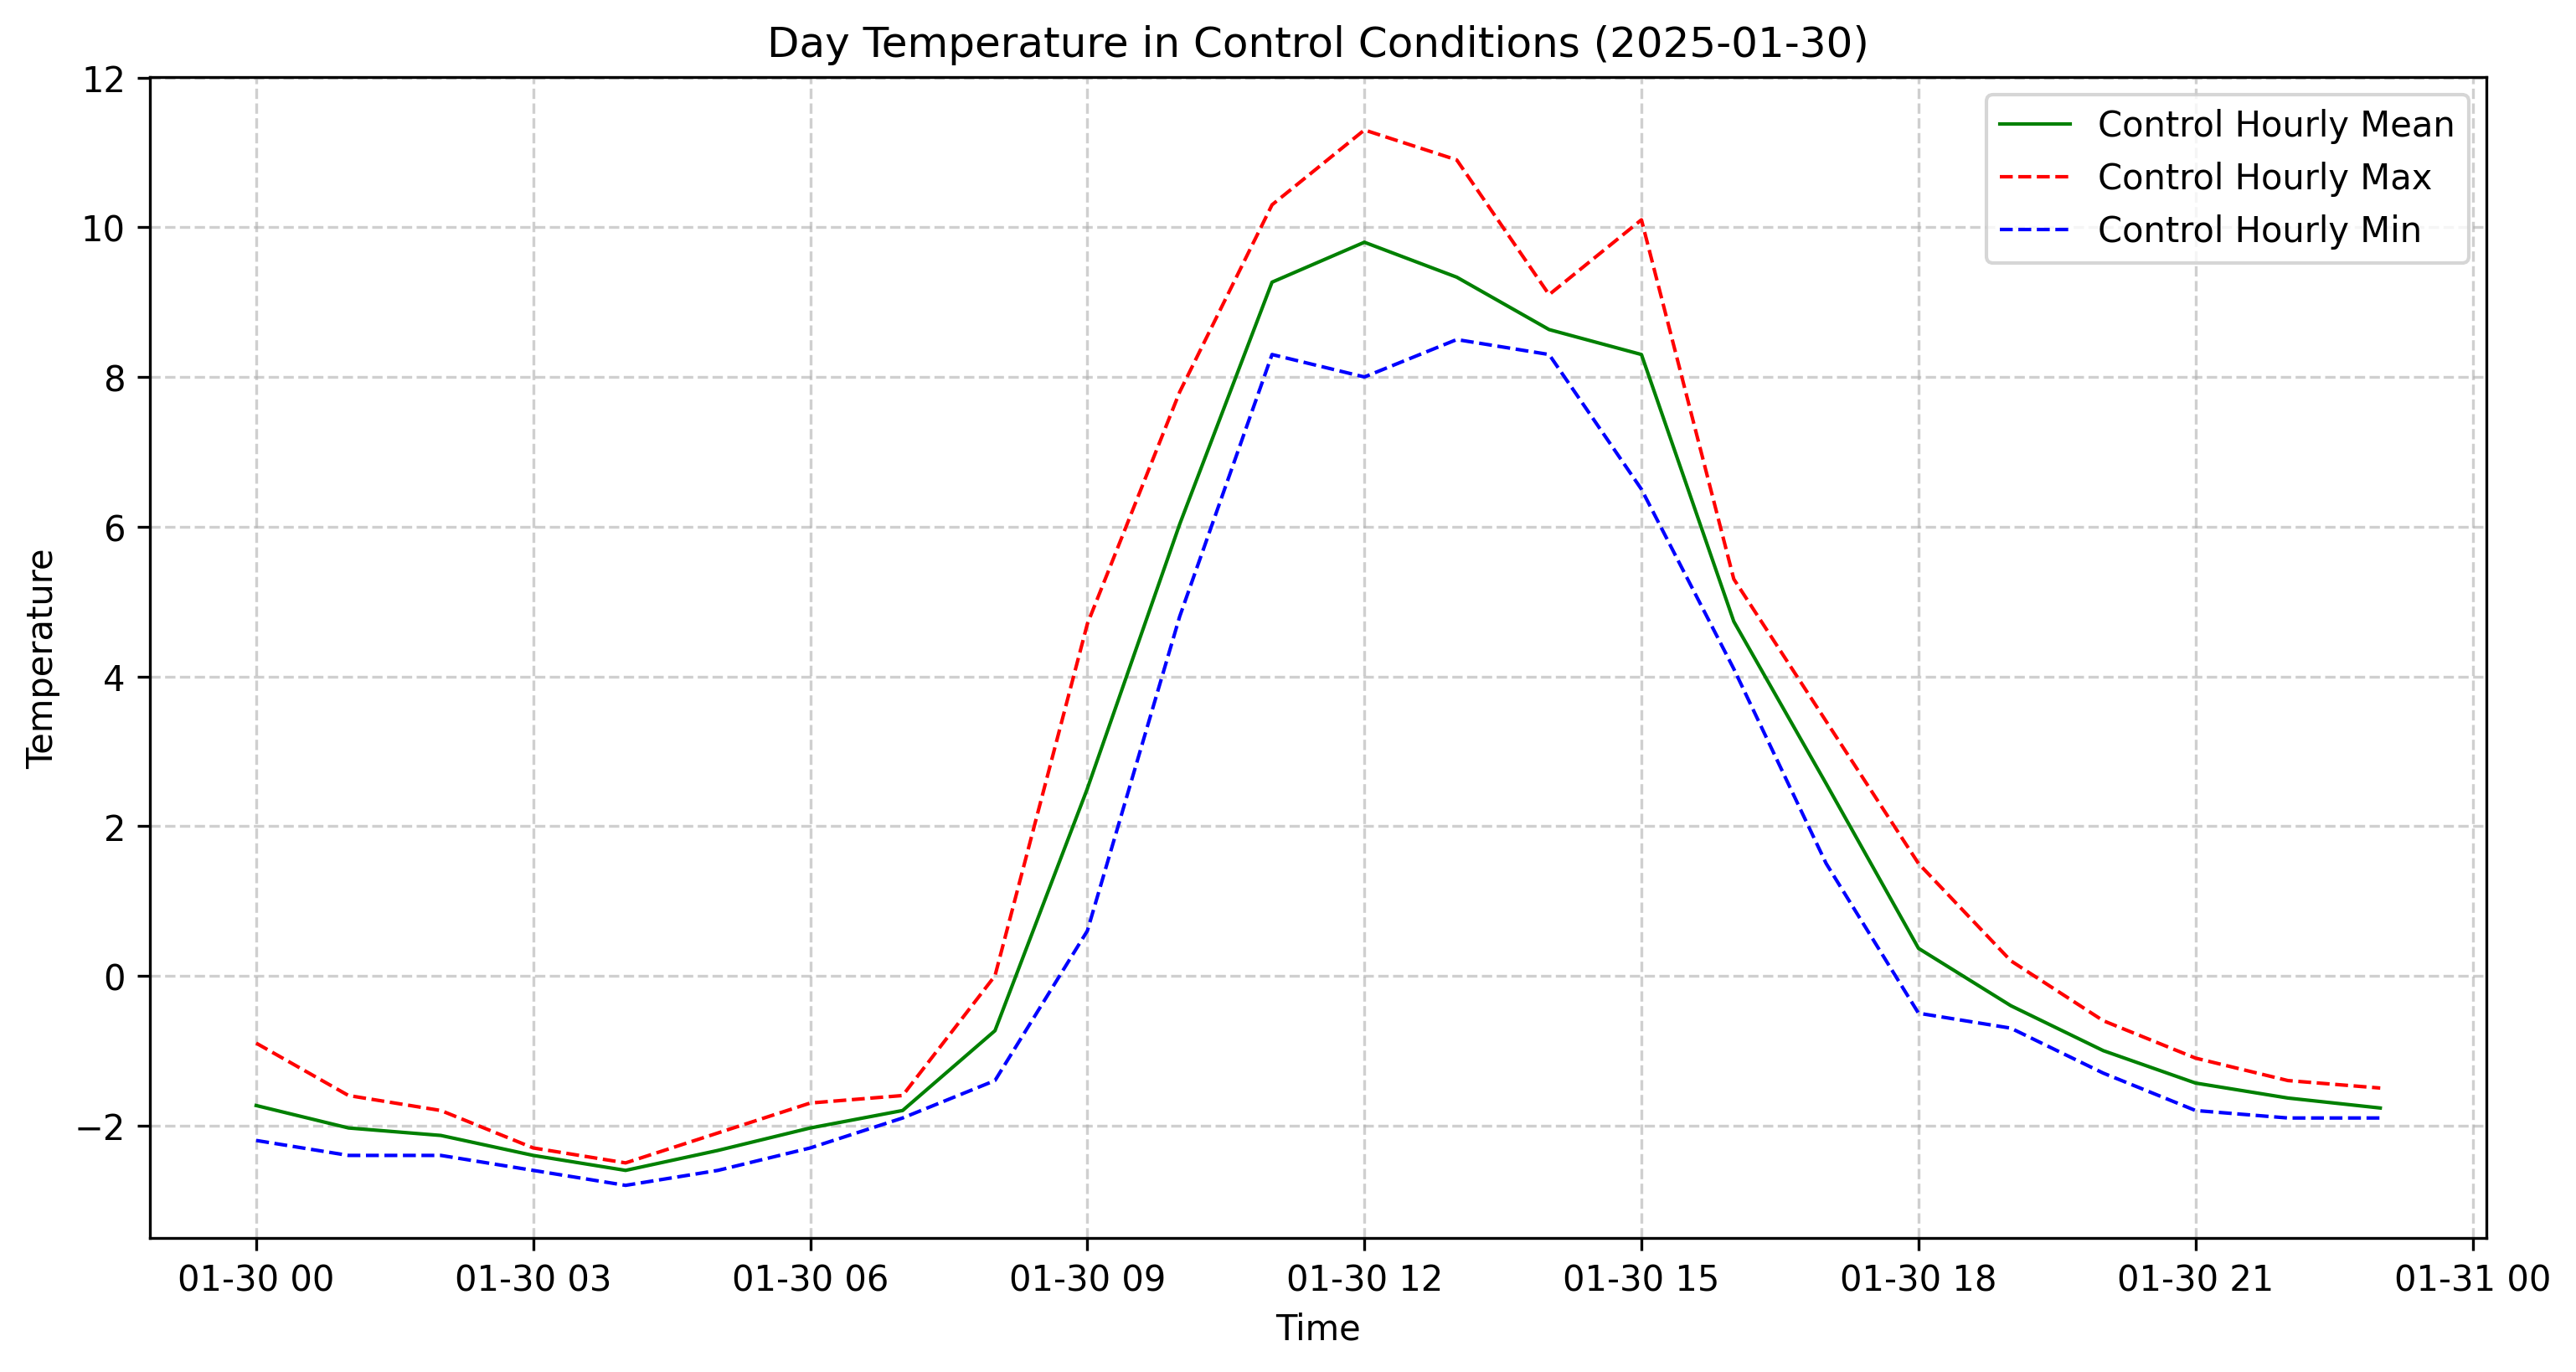 Day Temperature in Control Conditions (2025-01-30)
Control Hourly Mean
Control Hourly Max
Control Hourly Min
Temperature
12
10
8
6
4
2
0
−2
01-30 00 01-30 03 01-30 06 01-30 09 01-30 12 01-30 15 01-30 18 01-30 21 01-31 00
Time